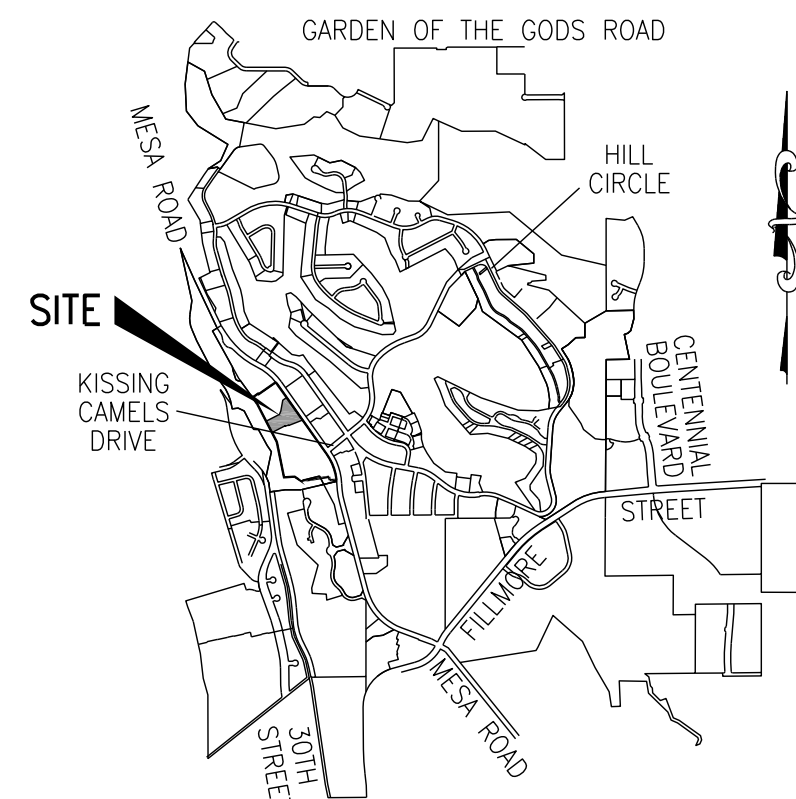 GARDEN OF THE GODS ROAD
MESA ROAD
HILL
CIRCLE
SITE
KISSING
CAMELS
DRIVE
CENTENNIAL
BOULEVARD
STREET
FILLMORE
MESA ROAD
30TH
STREET